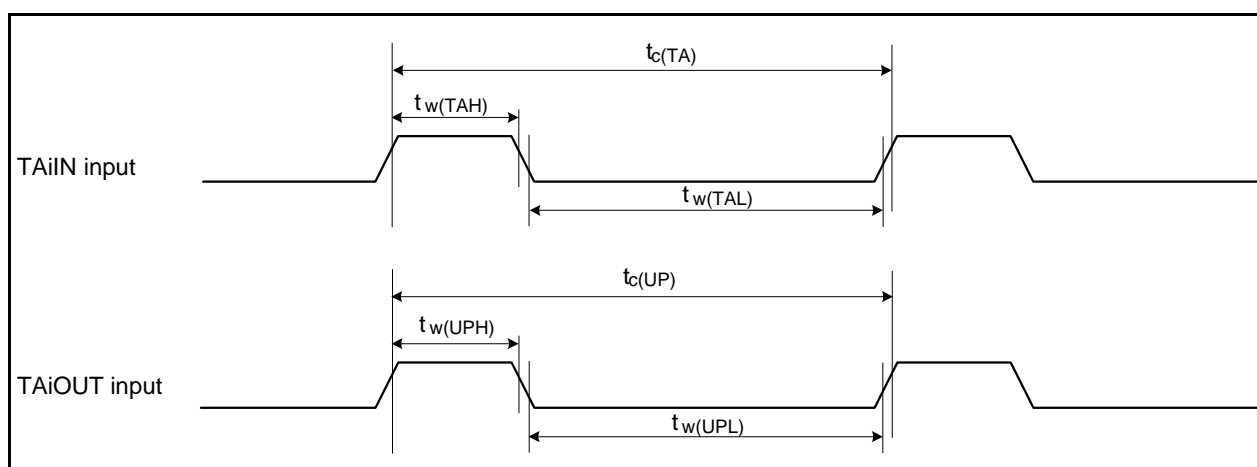 tc(TA)
tw(TAH)
TAiIN input
tw(TAL)
tc(UP)
tw(UPH)
TAiOUT input
tw(UPL)